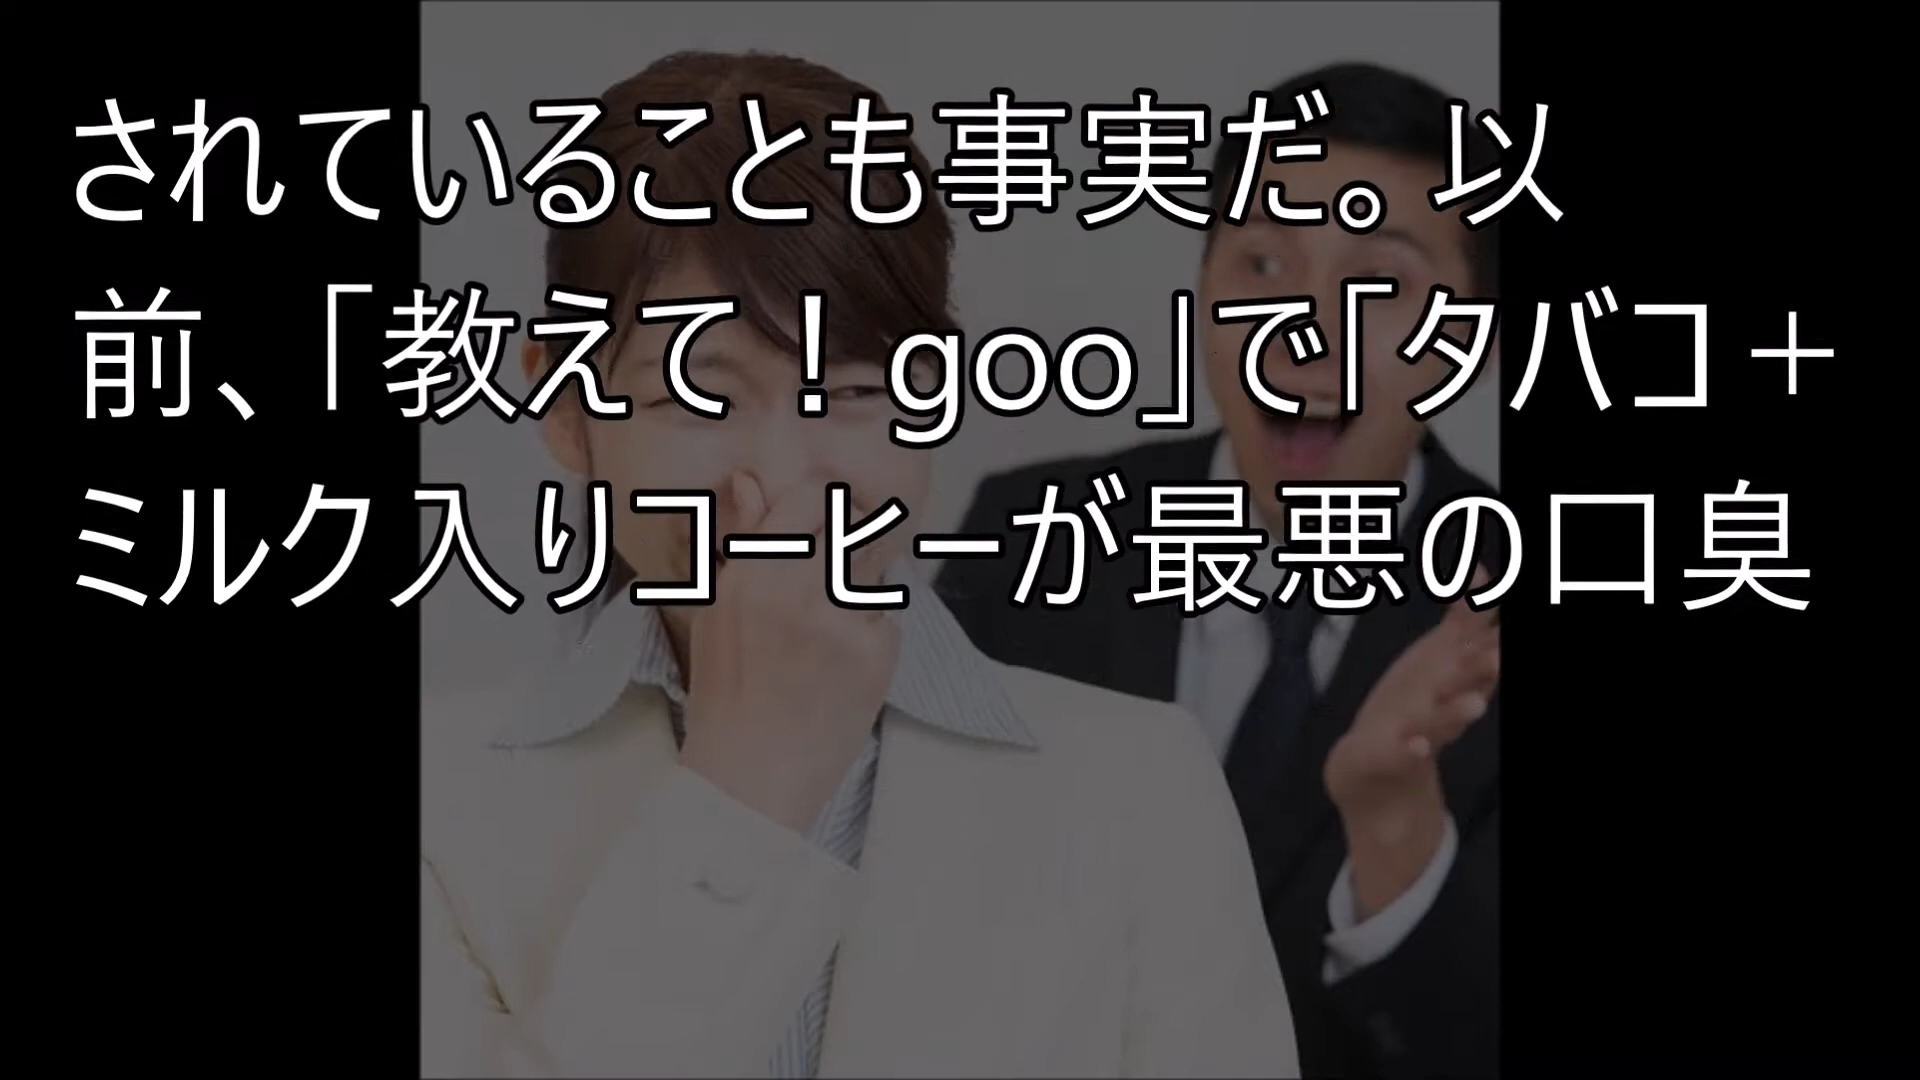 されていることも事実だ。以
前、「教えて！goo」で「タバコ＋
ミルク入りコーヒーが最悪の口臭